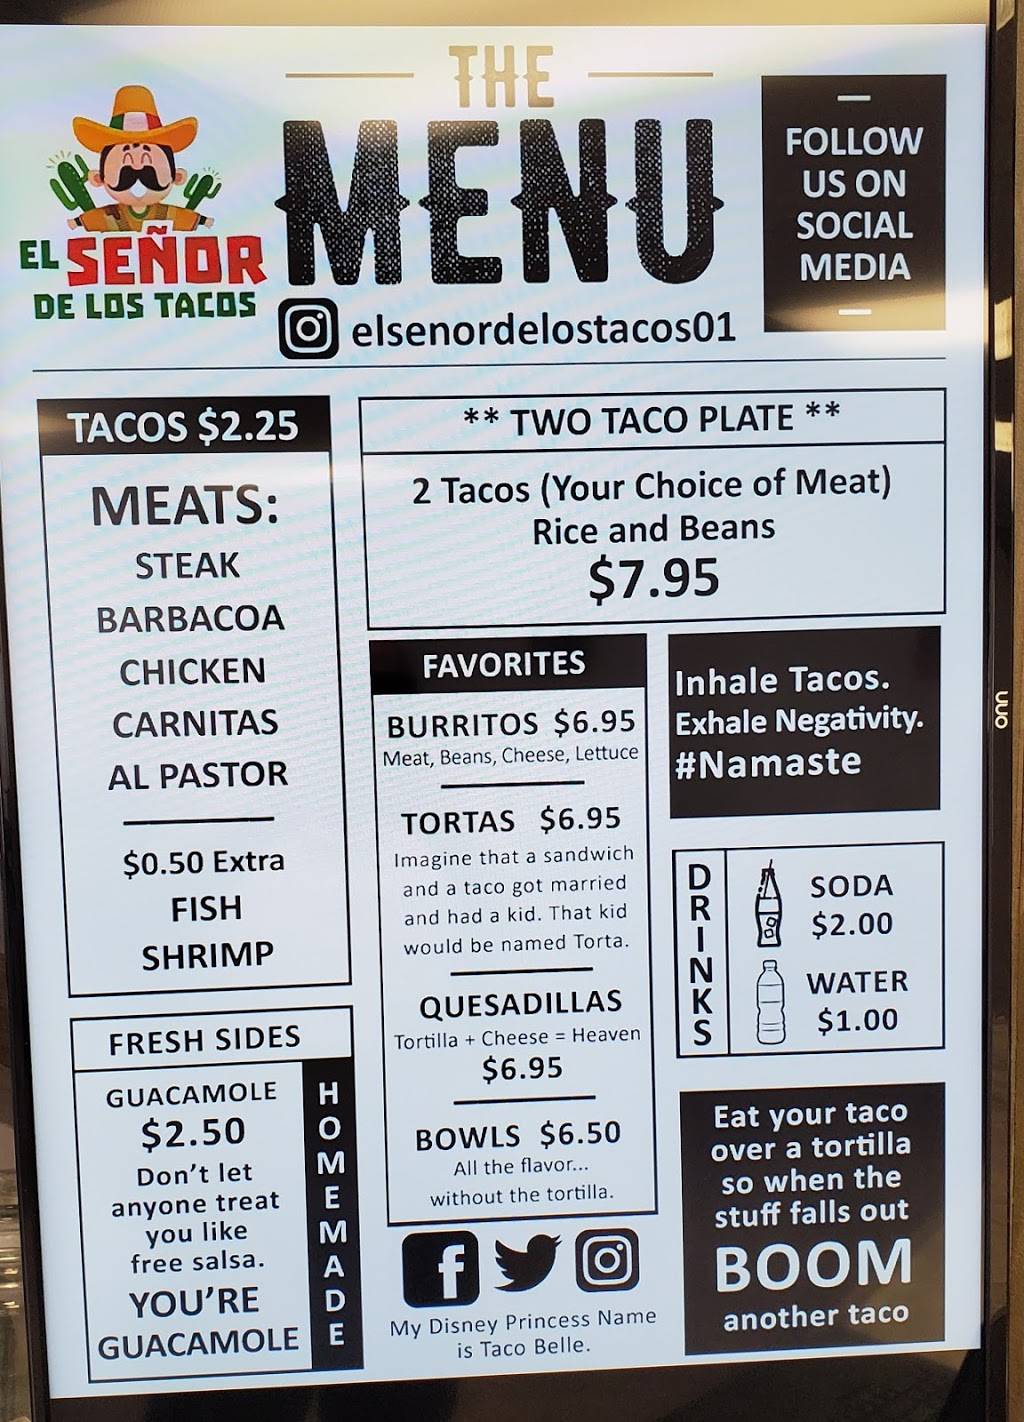 THE
MENU
EL SEÑOR
DE LOS TACOS
elsenordelostacos01
FOLLOW
US ON
SOCIAL
MEDIA
TACOS $2.25
MEATS:
STEAK
BARBACOA
CHICKEN
CARNITAS
AL PASTOR
$0.50 Extra
FISH
SHRIMP
** TWO TACO PLATE **
2 Tacos (Your Choice of Meat)
Rice and Beans
$7.95
FAVORITES
BURRITOS $6.95
Meat, Beans, Cheese, Lettuce
TORTAS $6.95
Imagine that a sandwich
and a taco got married
and had a kid. That kid
would be named Torta.
QUESADILLAS
Tortilla + Cheese = Heaven
$6.95
BOWLS $6.50
All the flavor...
without the tortilla.
Inhale Tacos.
Exhale Negativity.
#Namaste
DRINKS
SODA
$2.00
WATER
$1.00
FRESH SIDES
GUACAMOLE
$2.50
Don't let
anyone treat
you like
free salsa.
YOU'RE
GUACAMOLE
HOMEMADE
My Disney Princess Name
is Taco Belle.
Eat your taco
over a tortilla
so when the
stuff falls out
BOOM
another taco
onn